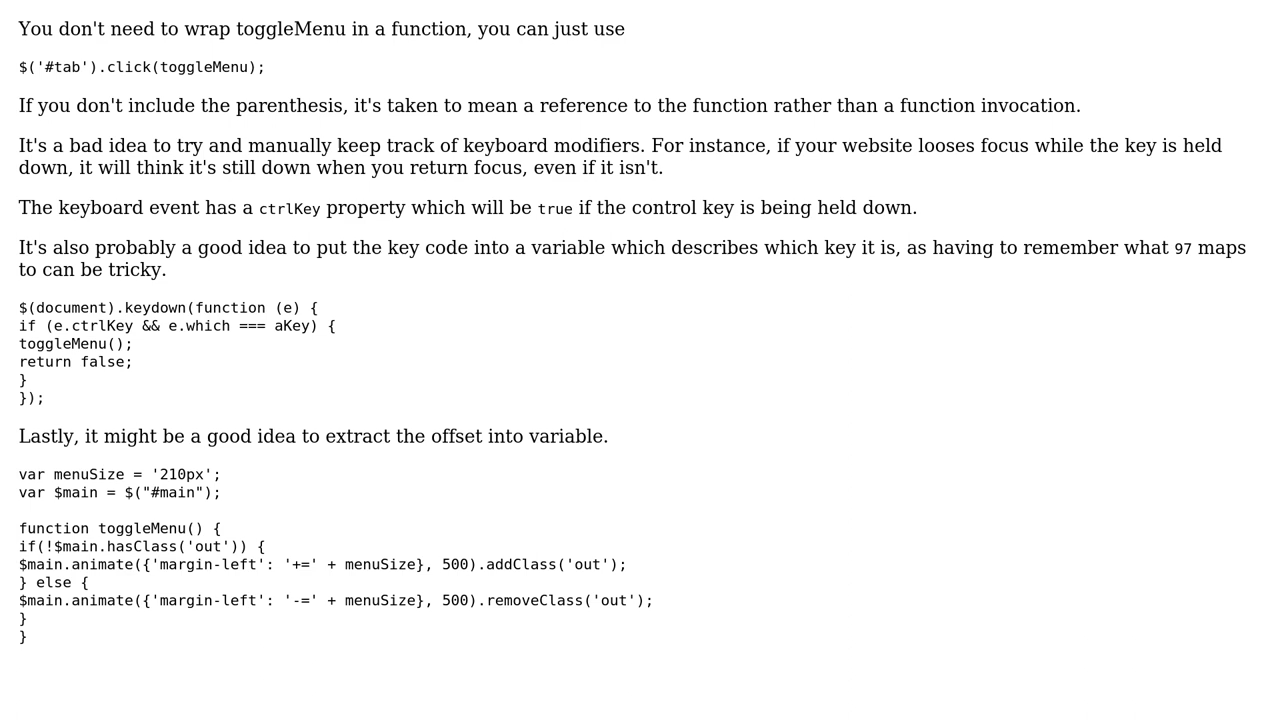 You don't need to wrap toggleMenu in a function, you can just use
$('#tab').click(toggleMenu);
If you don't include the parenthesis, it's taken to mean a reference to the function rather than a function invocation.
It's a bad idea to try and manually keep track of keyboard modifiers. For instance, if your website looses focus while the key is held
down, it will think it's still down when you return focus, even if it isn't.
The keyboard event has a ctrlKey property which will be true if the control key is being held down.
It's also probably a good idea to put the key code into a variable which describes which key it is, as having to remember what 97 maps
to can be tricky.
$(document).keydown(function (e) {
if (e.ctrlKey && e.which === aKey) {
toggleMenu();
return false;
}
});
Lastly, it might be a good idea to extract the offset into variable.
var menuSize = '210px';
var $main = $("#main");
function toggleMenu() {
if(!$main.hasClass('out')) {
$main.animate({'margin-left': '+=' + menuSize}, 500).addClass('out');
} else {
$main.animate({'margin-left': '-=' + menuSize}, 500).removeClass('out');
}
}